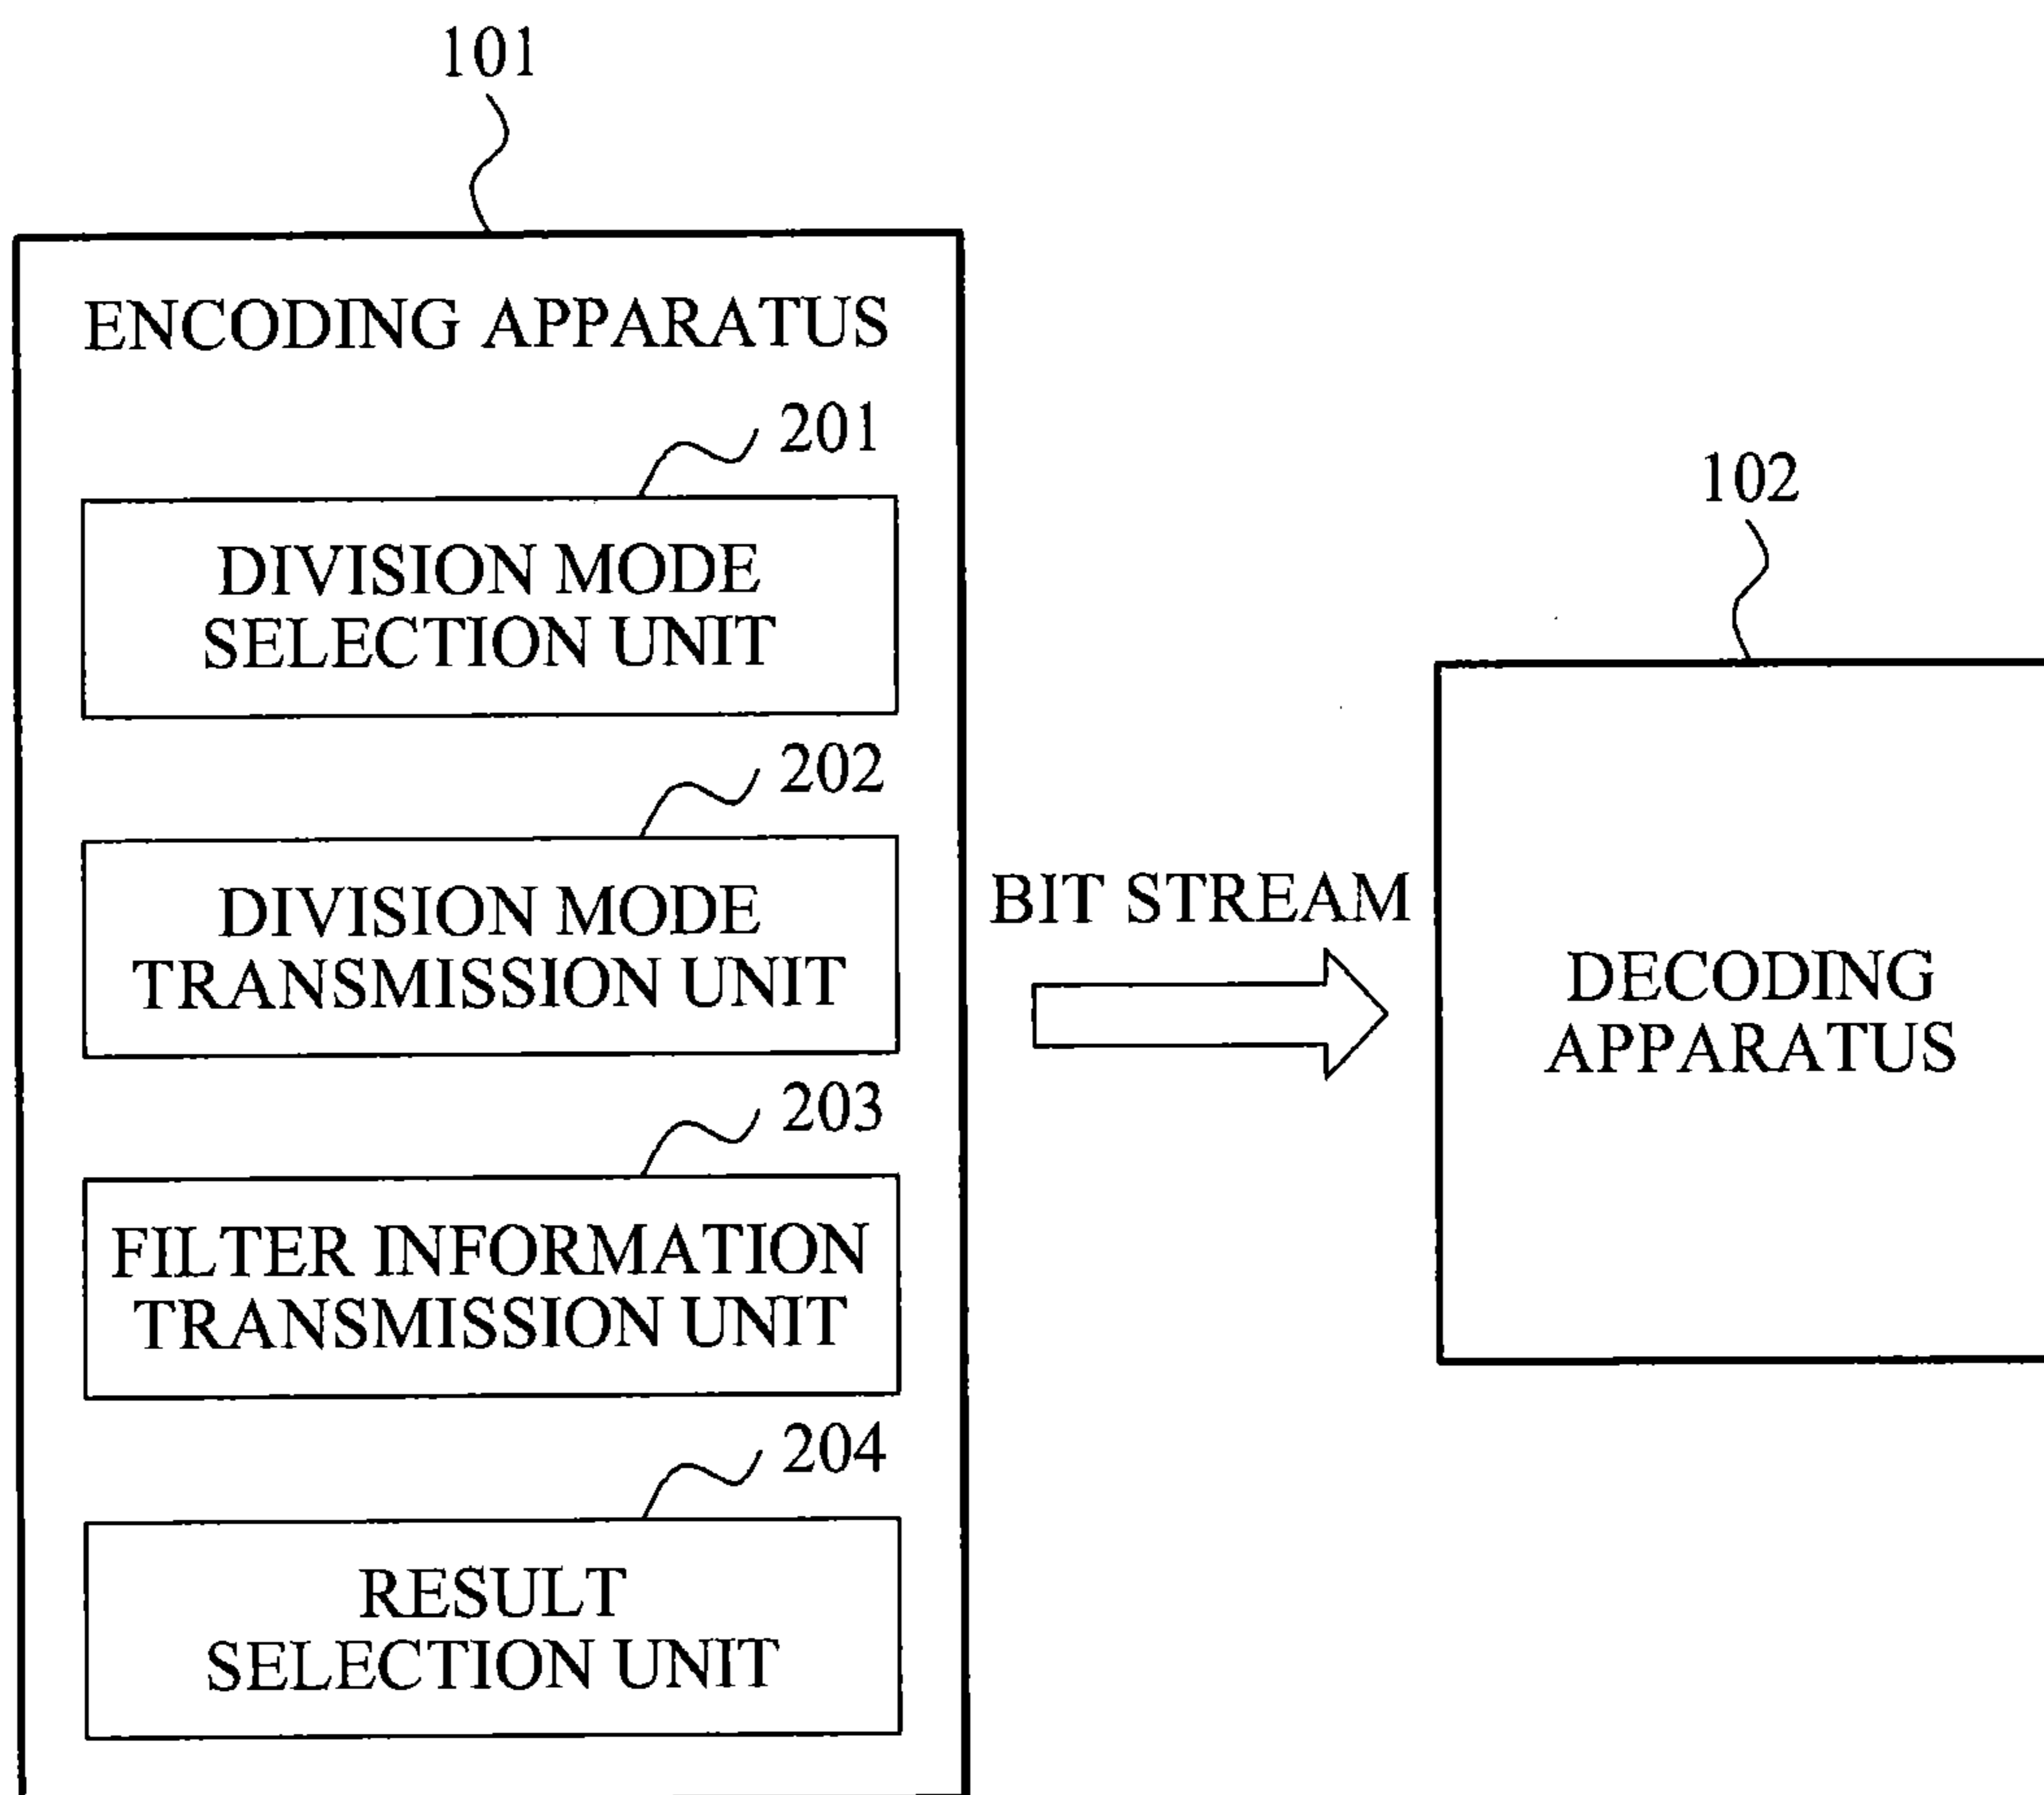 101
ENCODING APPARATUS
201
DIVISION MODE
SELECTION UNIT
202
DIVISION MODE
TRANSMISSION UNIT
203
FILTER INFORMATION
TRANSMISSION UNIT
204
RESULT
SELECTION UNIT
BIT STREAM
102
DECODING
APPARATUS